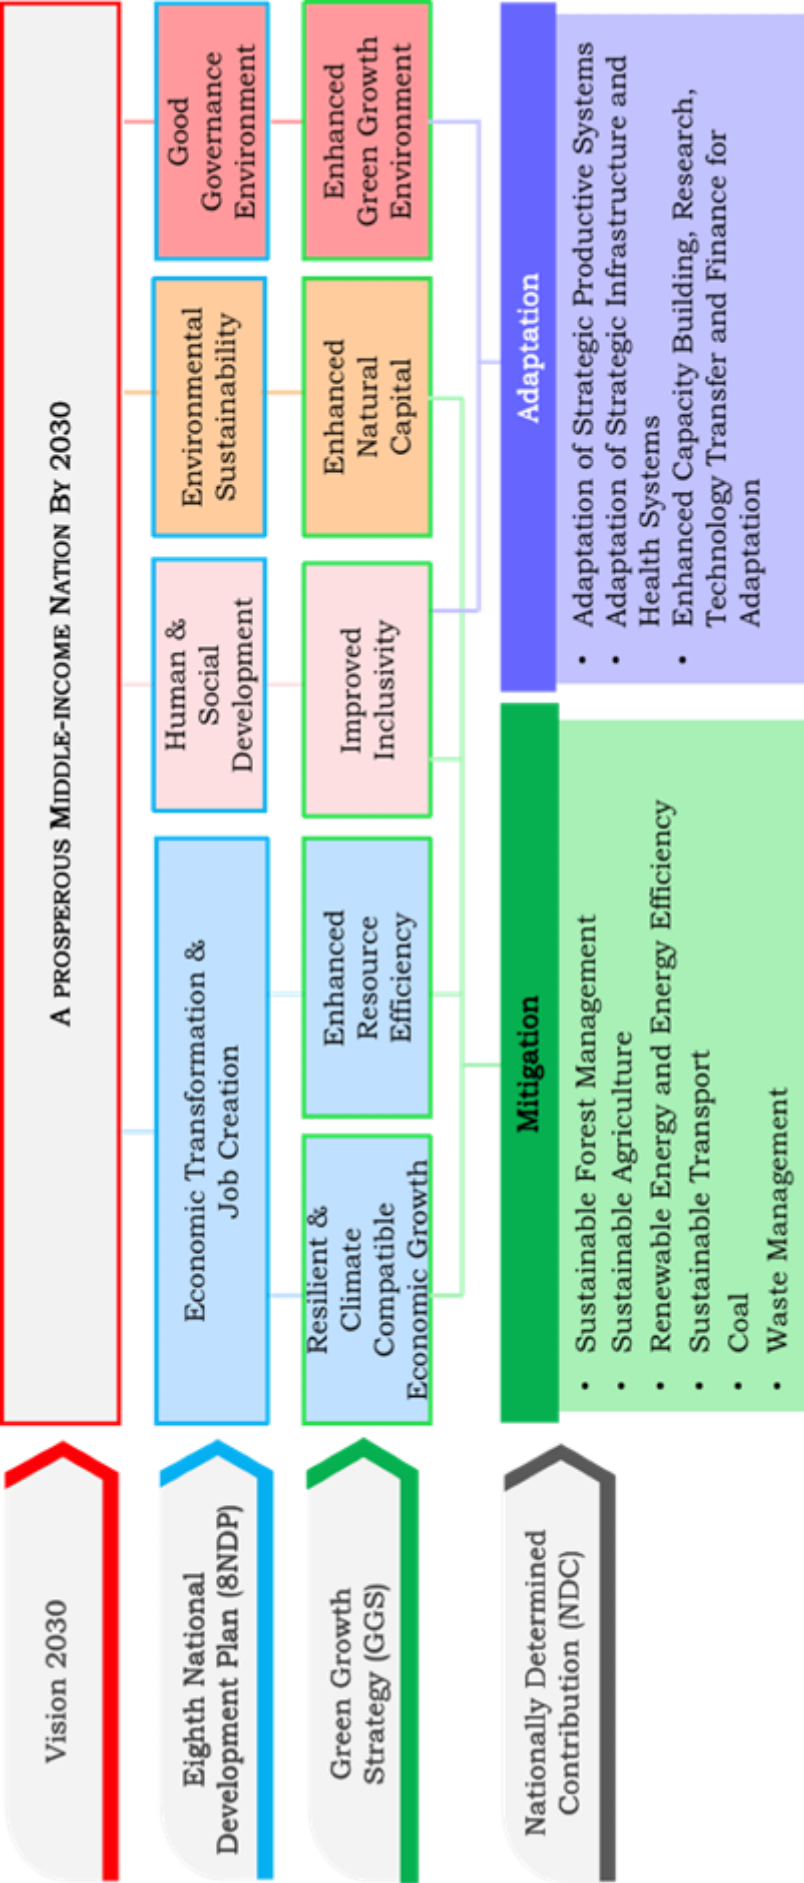 Vision 2030
A PROSPEROUS MIDDLE-INCOME NATION BY 2030
Eighth National
Development Plan (8NDP)
Economic Transformation &
Job Creation
Human &
Social
Development
Environmental
Sustainability
Good
Governance
Environment
Green Growth
Strategy (GGS)
Resilient &
Climate
Compatible
Economic Growth
Enhanced
Resource
Efficiency
Improved
Inclusivity
Enhanced
Natural
Capital
Enhanced
Green Growth
Environment
Nationally Determined
Contribution (NDC)
Mitigation
• Sustainable Forest Management
• Sustainable Agriculture
• Renewable Energy and Energy Efficiency
• Sustainable Transport
• Coal
• Waste Management
Adaptation
• Adaptation of Strategic Productive Systems
• Adaptation of Strategic Infrastructure and
Health Systems
• Enhanced Capacity Building, Research,
Technology Transfer and Finance for
Adaptation